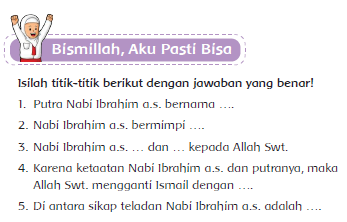 Bismillah, Aku Pasti Bisa
Isilah titik-titik berikut dengan jawaban yang benar!
1. Putra Nabi Ibrahim a.s. bernama ....
2. Nabi Ibrahim a.s. bermimpi ....
3. Nabi Ibrahim a.s. ... dan ... kepada Allah Swt.
4. Karena ketaatan Nabi Ibrahim a.s. dan putranya, maka
Allah Swt. mengganti Ismail dengan ....
5. Di antara sikap teladan Nabi Ibrahim a.s. adalah ....